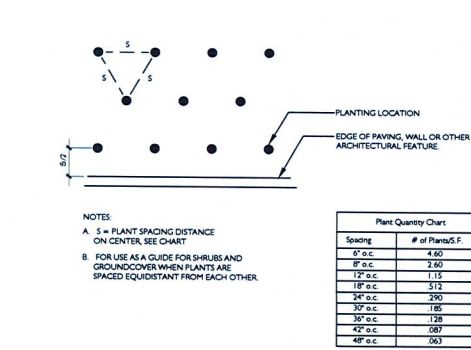 S
S
S
PLANTING LOCATION
EDGE OF PAVING, WALL OR OTHER
ARCHITECTURAL FEATURE.
S/2
NOTES:
A. S = PLANT SPACING DISTANCE
ON CENTER, SEE CHART
B. FOR USE AS A GUIDE FOR SHRUBS AND
GROUNDCOVER WHEN PLANTS ARE
SPACED EQUIDISTANT FROM EACH OTHER.
Plant Quantity Chart
Spacing # of Plants/S.F.
6" o.c. 4.60
8" o.c. 2.60
12" o.c. 1.15
18" o.c. .512
24" o.c. .290
30" o.c. .185
36" o.c. .128
42" o.c. .087
48" o.c. .063